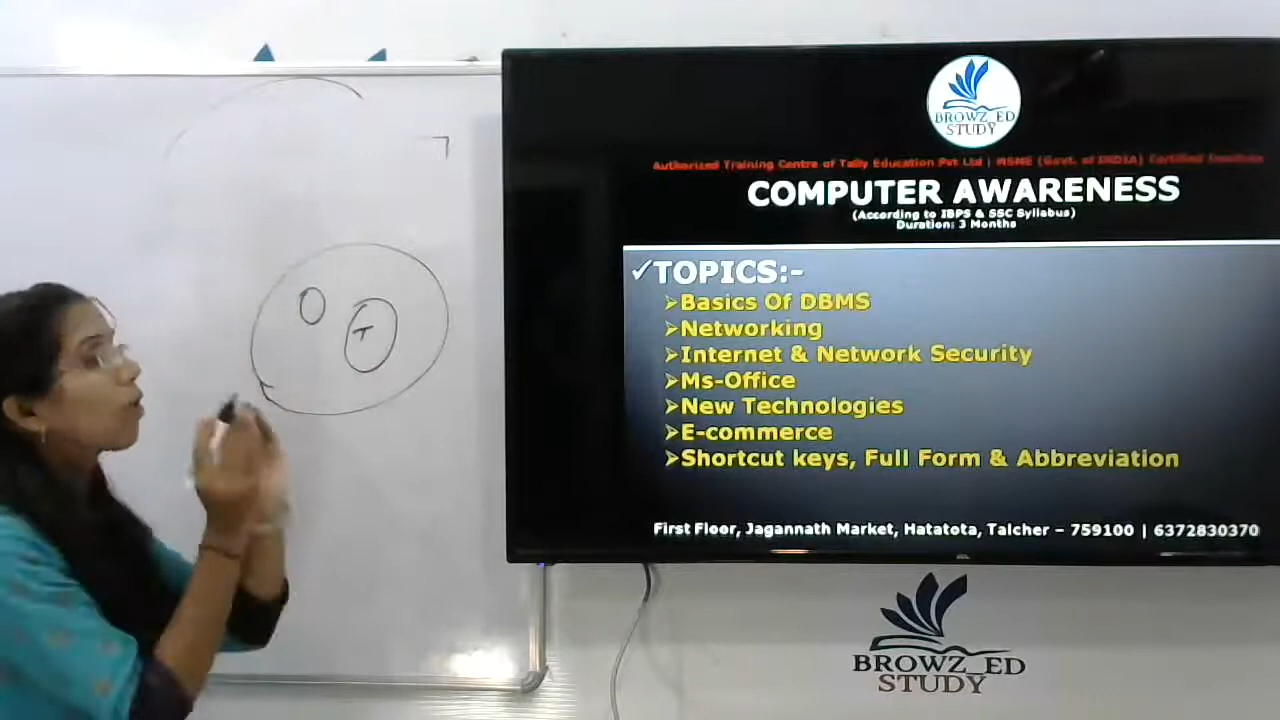 BROWZ_ED
STUDY
Authorized Training Centre of Tally Education Pvt Ltd | MSME (Govt. of INDIA) Certified Institute
COMPUTER AWARENESS
(According to IBPS & SSC Syllabus)
Duration: 3 Months
✓TOPICS:-
➢Basics Of DBMS
➢Networking
➢Internet & Network Security
➢Ms-Office
➢New Technologies
➢E-commerce
➢Shortcut keys, Full Form & Abbreviation
First Floor, Jagannath Market, Hatatota, Talcher – 759100 | 6372830370
T
BROWZ_ED
STUDY